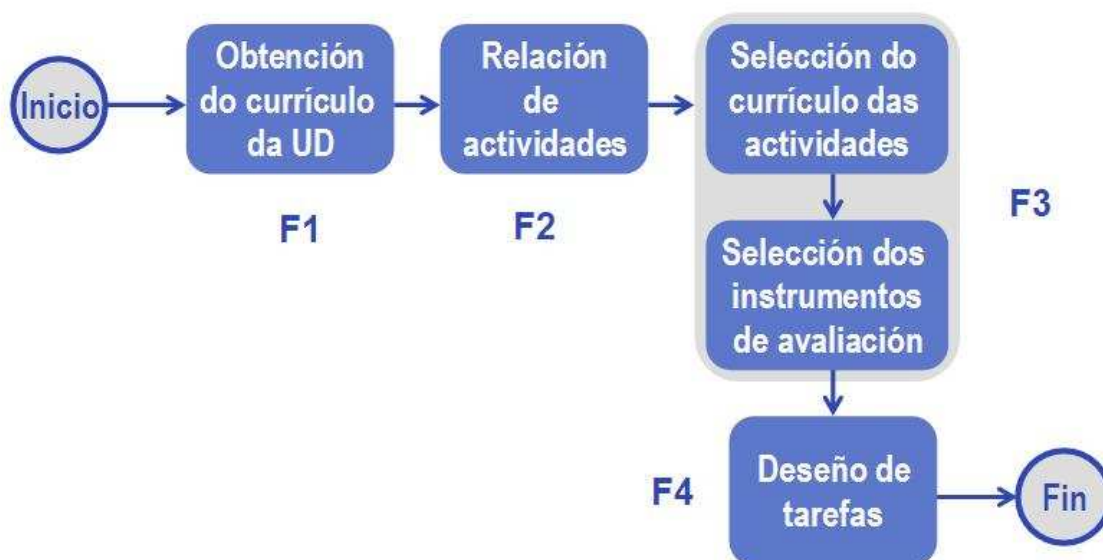 Inicio
Obtención
do currículo
da UD
F1
Relación
de
actividades
F2
Selección do
currículo das
actividades
Selección dos
instrumentos
de avaliación
F3
F4
Deseño de
tarefas
Fin